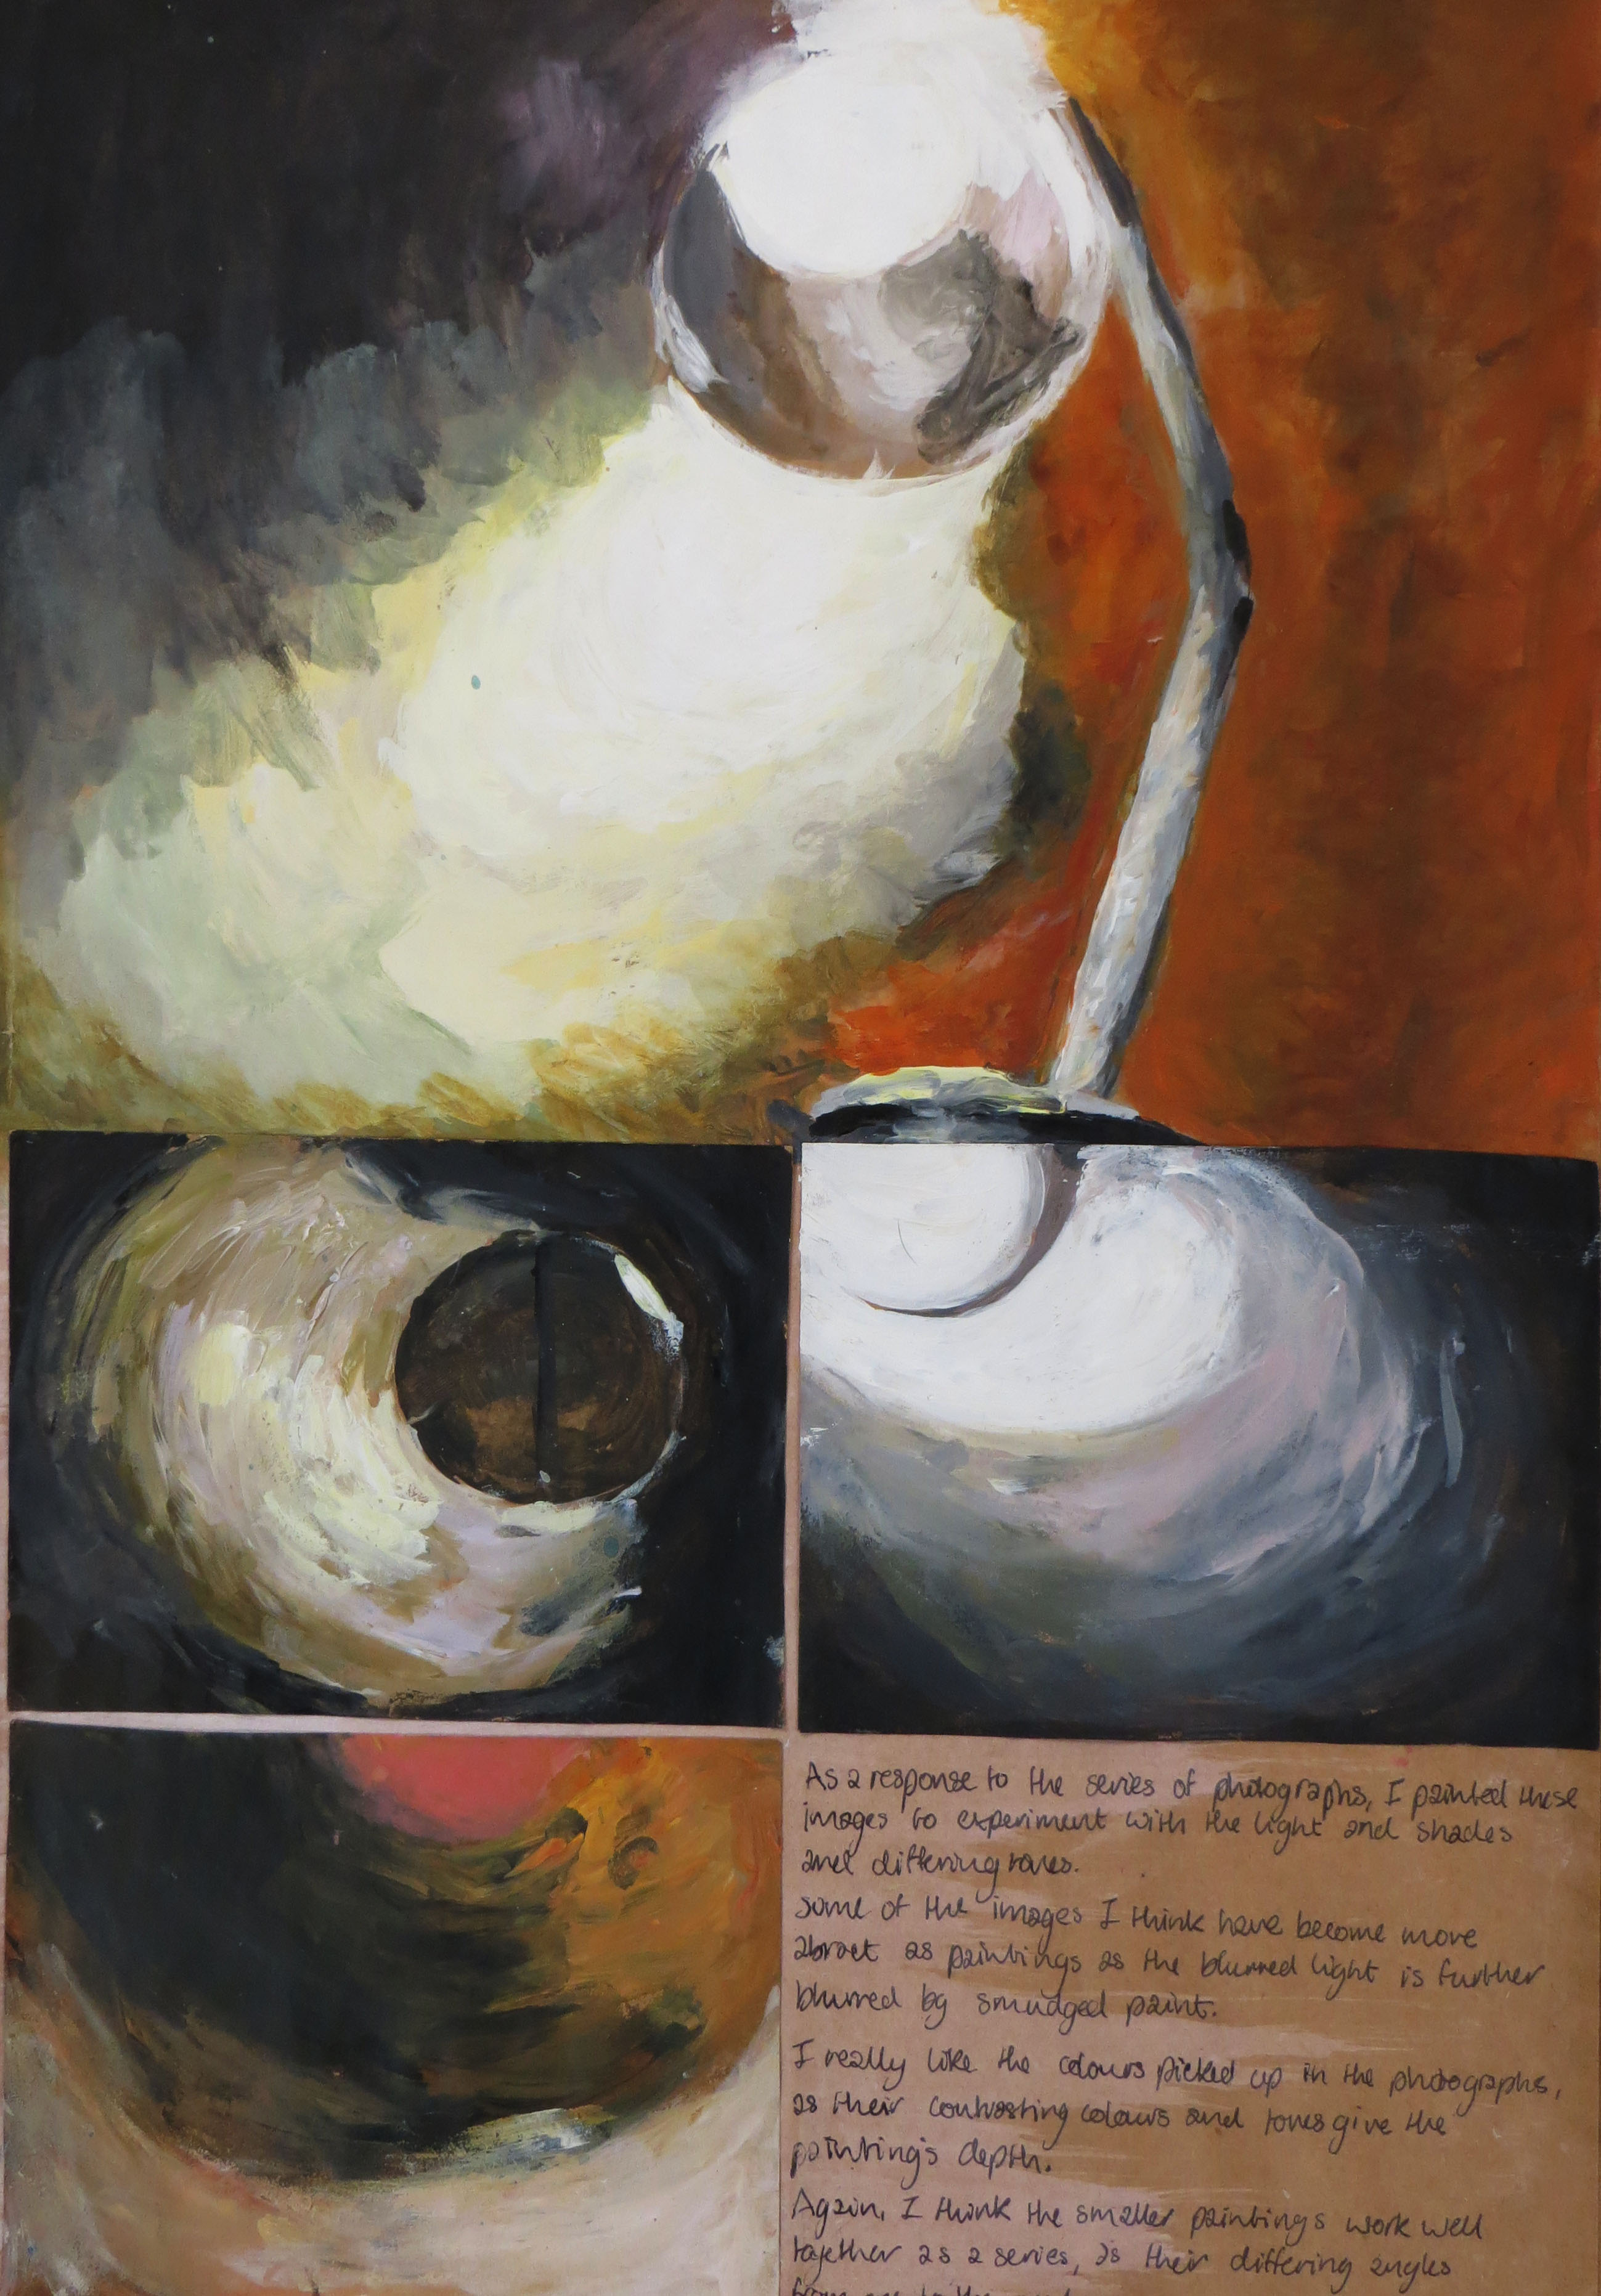 As a response to the series of photographs, I painted these
images to experiment with the light and shades
and differing tones.
some of the images I think have become more
abract as paintings as the blurred light is further
blurred by smudged paint.
I really like the colours picked up in the photographs,
as their contrasting colours and tones give the
painting's depth.
Again, I think the smaller paintings work well
together as a series, as their differing angles